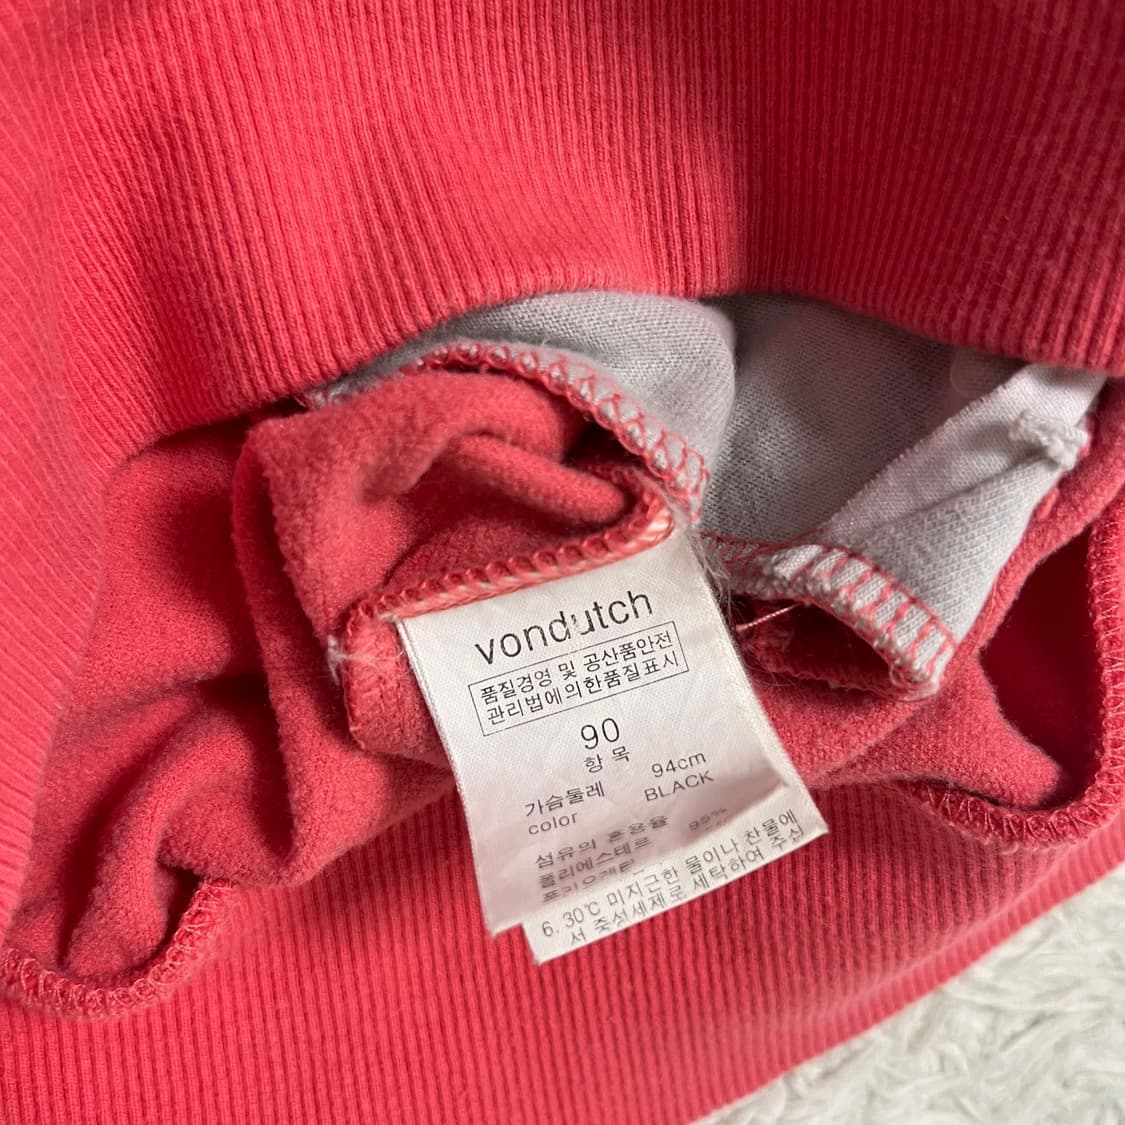 vondutch
품질경영 및 공산품안전
관리법에의한품질표시
90
항 목
가슴둘레 94cm
color BLACK
섬유의 혼용율
폴리에스테르 95%
6. 30℃ 미지근한 물이나 찬물에
서 중성세제로 세탁하여 주십